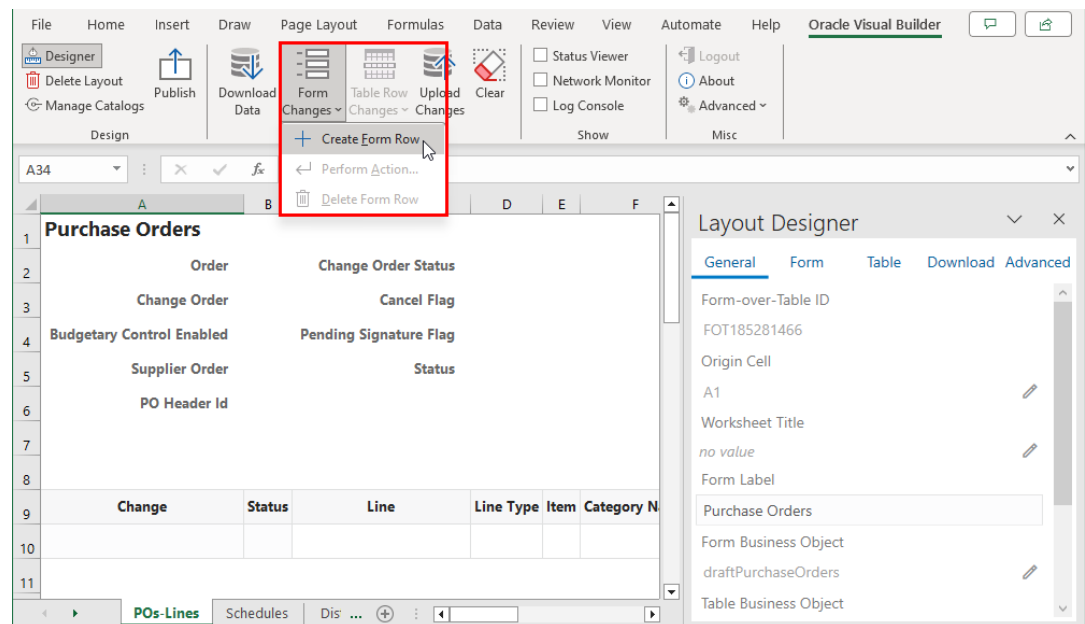 File Home Insert Draw Page Layout Formulas Data Review View Automate Help Oracle Visual Builder
Designer
Delete Layout
Manage Catalogs
Publish
Design
Download
Data
Form
Changes
Table Row
Changes
Upload
Changes
Clear
Status Viewer
Network Monitor
Log Console
Show
Logout
About
Advanced
Misc
Create Form Row
Perform Action...
Delete Form Row
A34 fx
A B D E F
1 Purchase Orders
2 Order Change Order Status
3 Change Order Cancel Flag
4 Budgetary Control Enabled Pending Signature Flag
5 Supplier Order Status
6 PO Header Id
7
8
9 Change Status Line Line Type Item Category N
10
11
POs-Lines Schedules Dis ...
Layout Designer
General Form Table Download Advanced
Form-over-Table ID
FOT185281466
Origin Cell
A1
Worksheet Title
no value
Form Label
Purchase Orders
Form Business Object
draftPurchaseOrders
Table Business Object